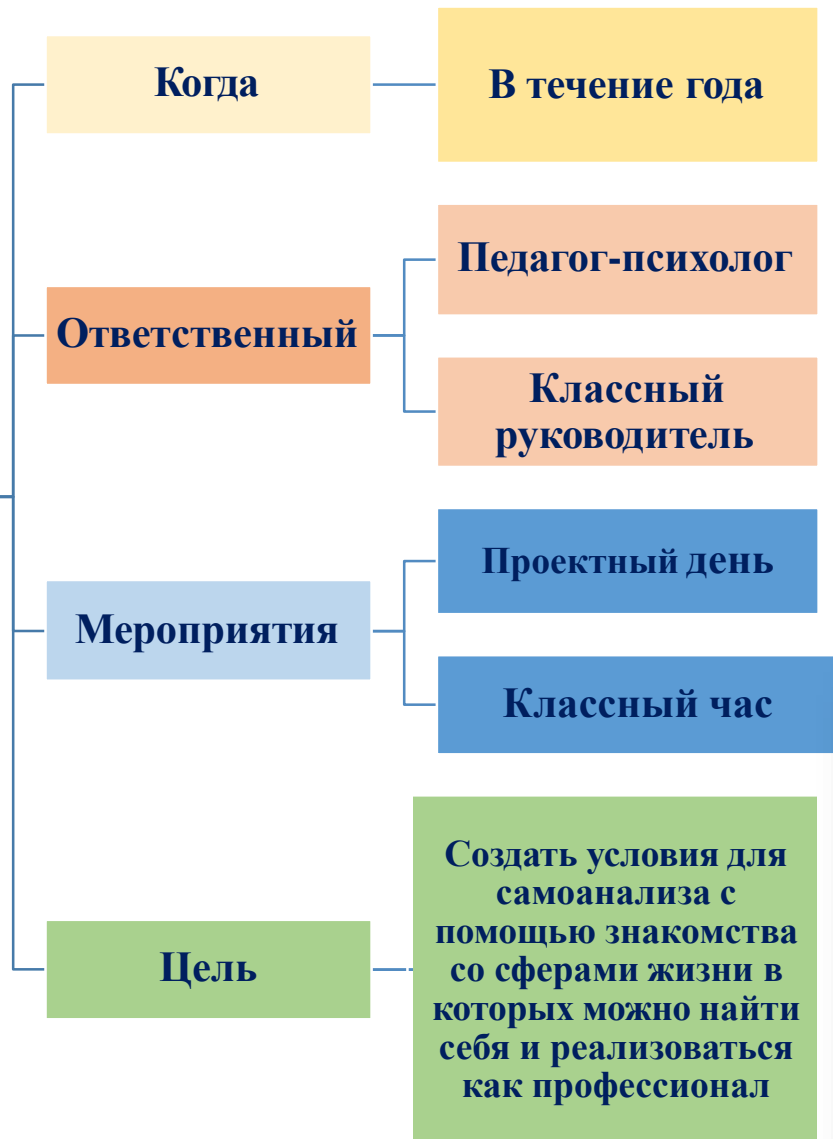 Когда
В течение года
Ответственный
Педагог-психолог
Классный
руководитель
Мероприятия
Проектный день
Классный час
Цель
Создать условия для
самоанализа с
помощью знакомства
со сферами жизни в
которых можно найти
себя и реализоваться
как профессионал